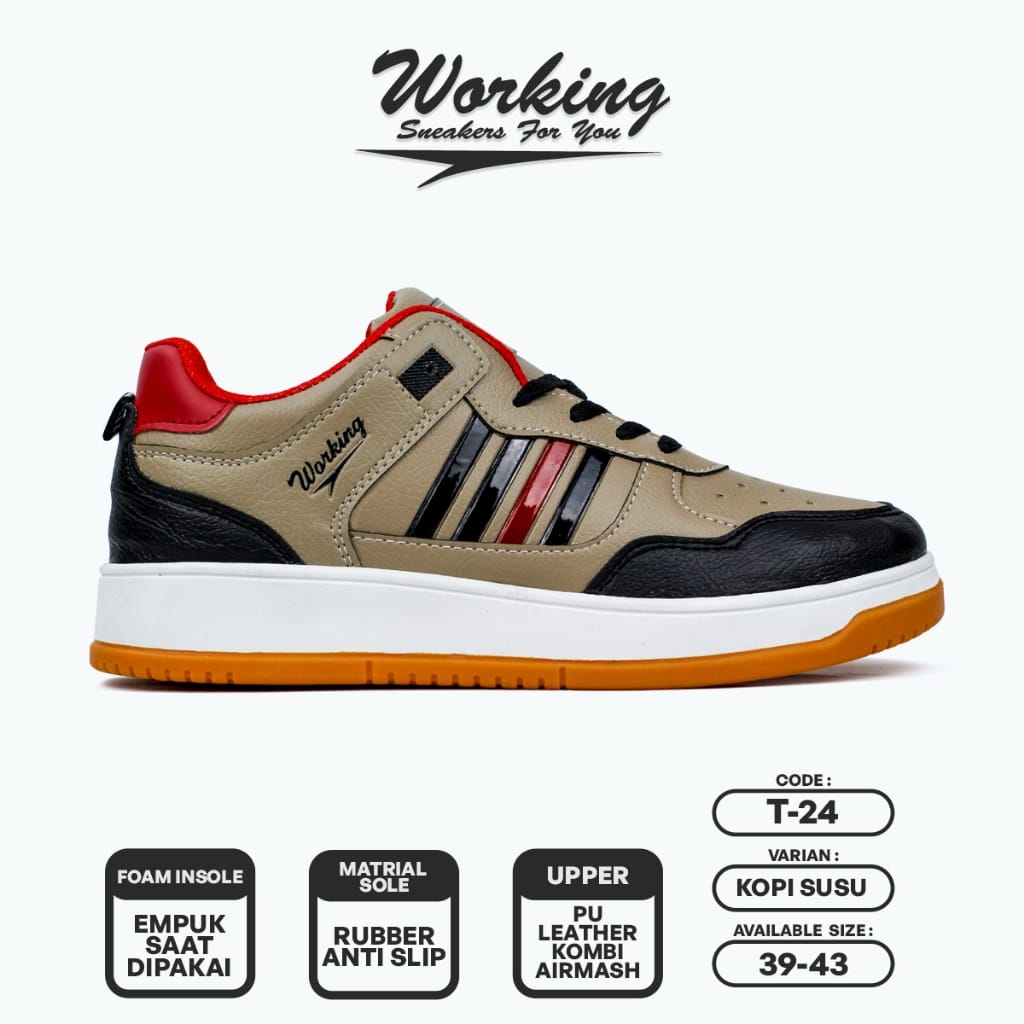 Working
Sneakers For You
Working
CODE :
T-24
VARIAN :
KOPI SUSU
AVAILABLE SIZE :
39-43
FOAM INSOLE
EMPUK
SAAT
DIPAKAI
MATRIAL
SOLE
RUBBER
ANTI SLIP
UPPER
PU
LEATHER
KOMBI
AIRMASH